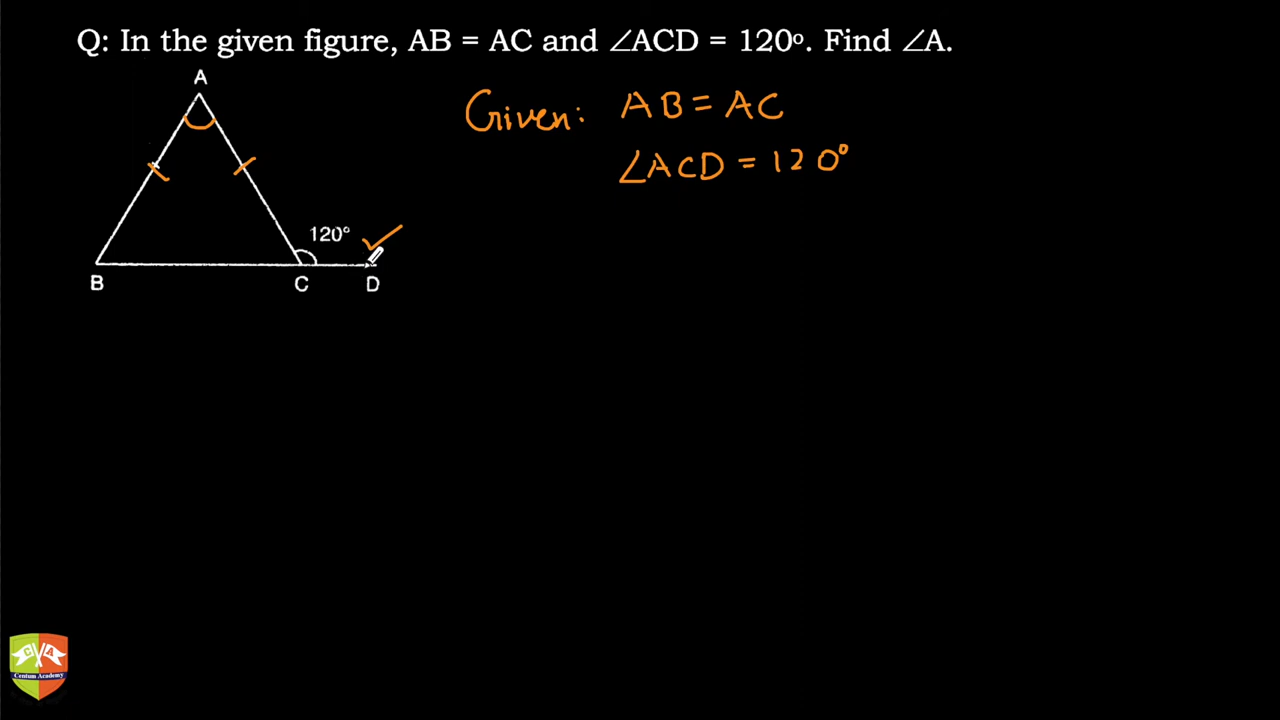 Q: In the given figure, AB = AC and ∠ACD = 120º. Find ∠A.
A
Given: AB = AC
∠ACD = 120°
120°
B C D
C A
Centum Academy